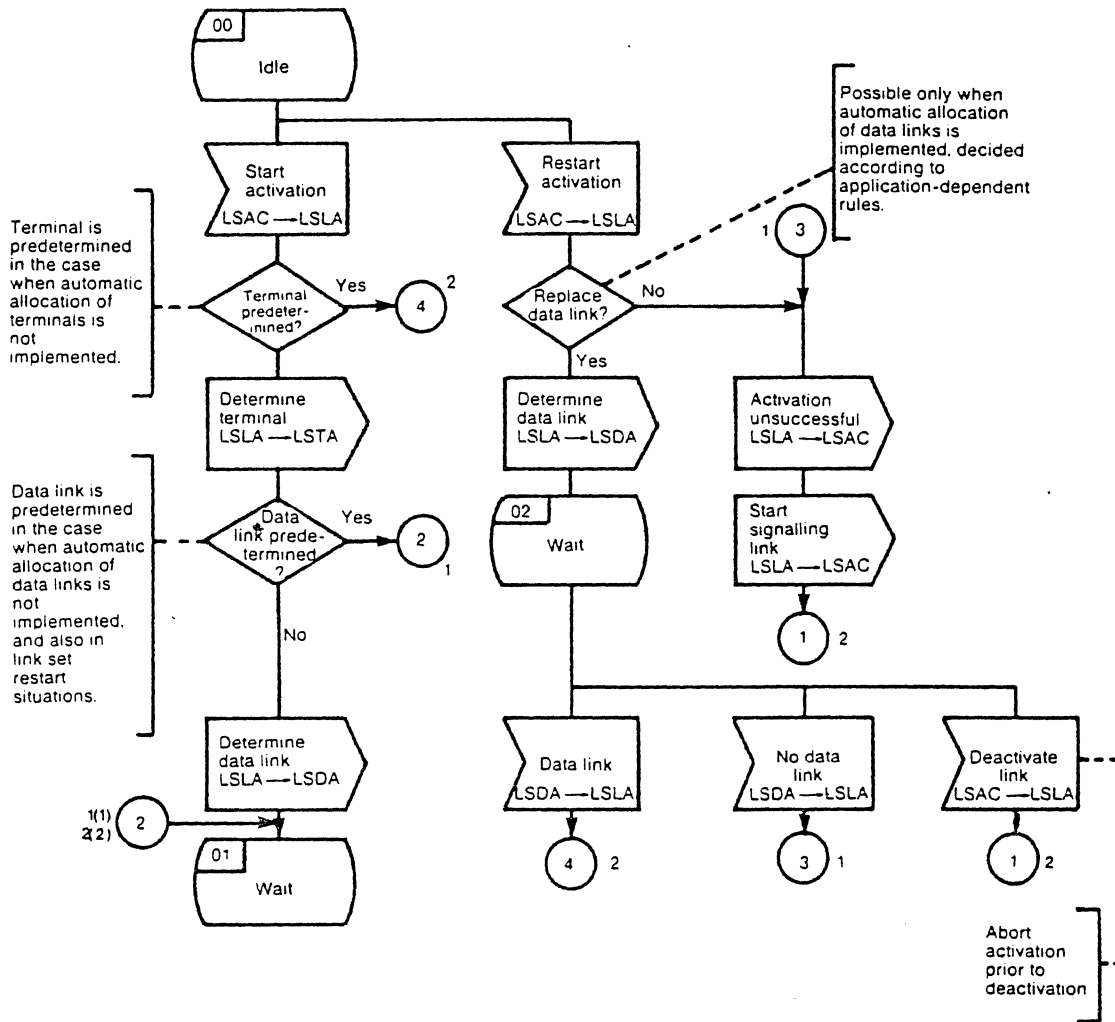 00
Idle
Start
activation
LSAC → LSLA
Restart
activation
LSAC → LSLA
Possible only when
automatic allocation
of data links is
implemented, decided
according to
application-dependent
rules.
1
3
Terminal is
predetermined
in the case
when automatic
allocation of
terminals is
not
implemented.
Terminal
predeter-
mined?
Yes
4
2
Replace
data link?
No
Yes
Determine
terminal
LSLA → LSTA
Determine
data link
LSLA → LSDA
Activation
unsuccessful
LSLA → LSAC
Data link is
predetermined
in the case
when automatic
allocation of
data links is
not
implemented,
and also in
link set
restart
situations.
Data
link prede-
termined
?
Yes
2
1
No
02
Wait
Start
signalling
link
LSLA → LSAC
1
2
Determine
data link
LSLA → LSDA
Data link
LSDA → LSLA
No data
link
LSDA → LSLA
Deactivate
link
LSAC → LSLA
1(1)
2(2)
2
4
2
3
1
1
2
01
Wait
Abort
activation
prior to
deactivation